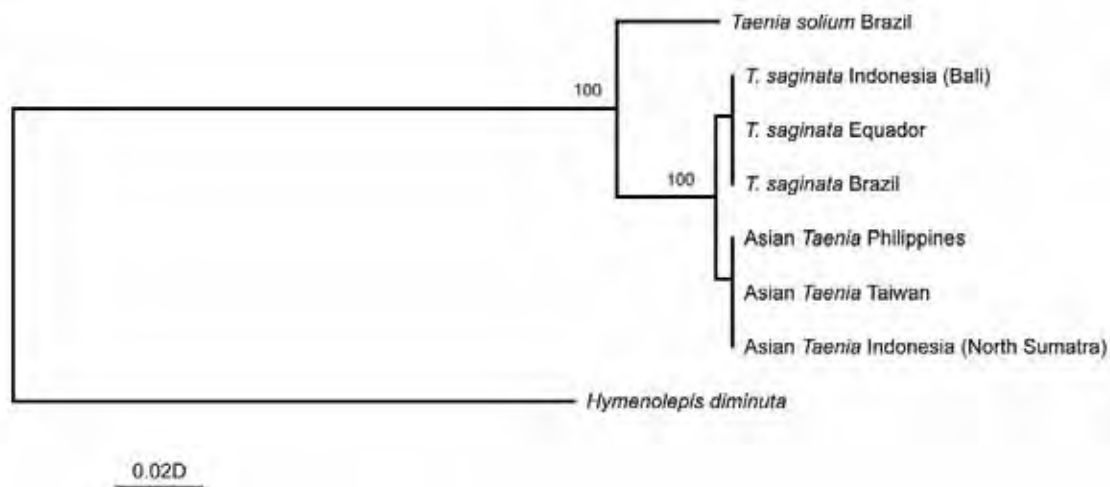 Taenia solium Brazil
T. saginata Indonesia (Bali)
100
T. saginata Equador
100
T. saginata Brazil
Asian Taenia Philippines
Asian Taenia Taiwan
Asian Taenia Indonesia (North Sumatra)
Hymenolepis diminuta
0.02D